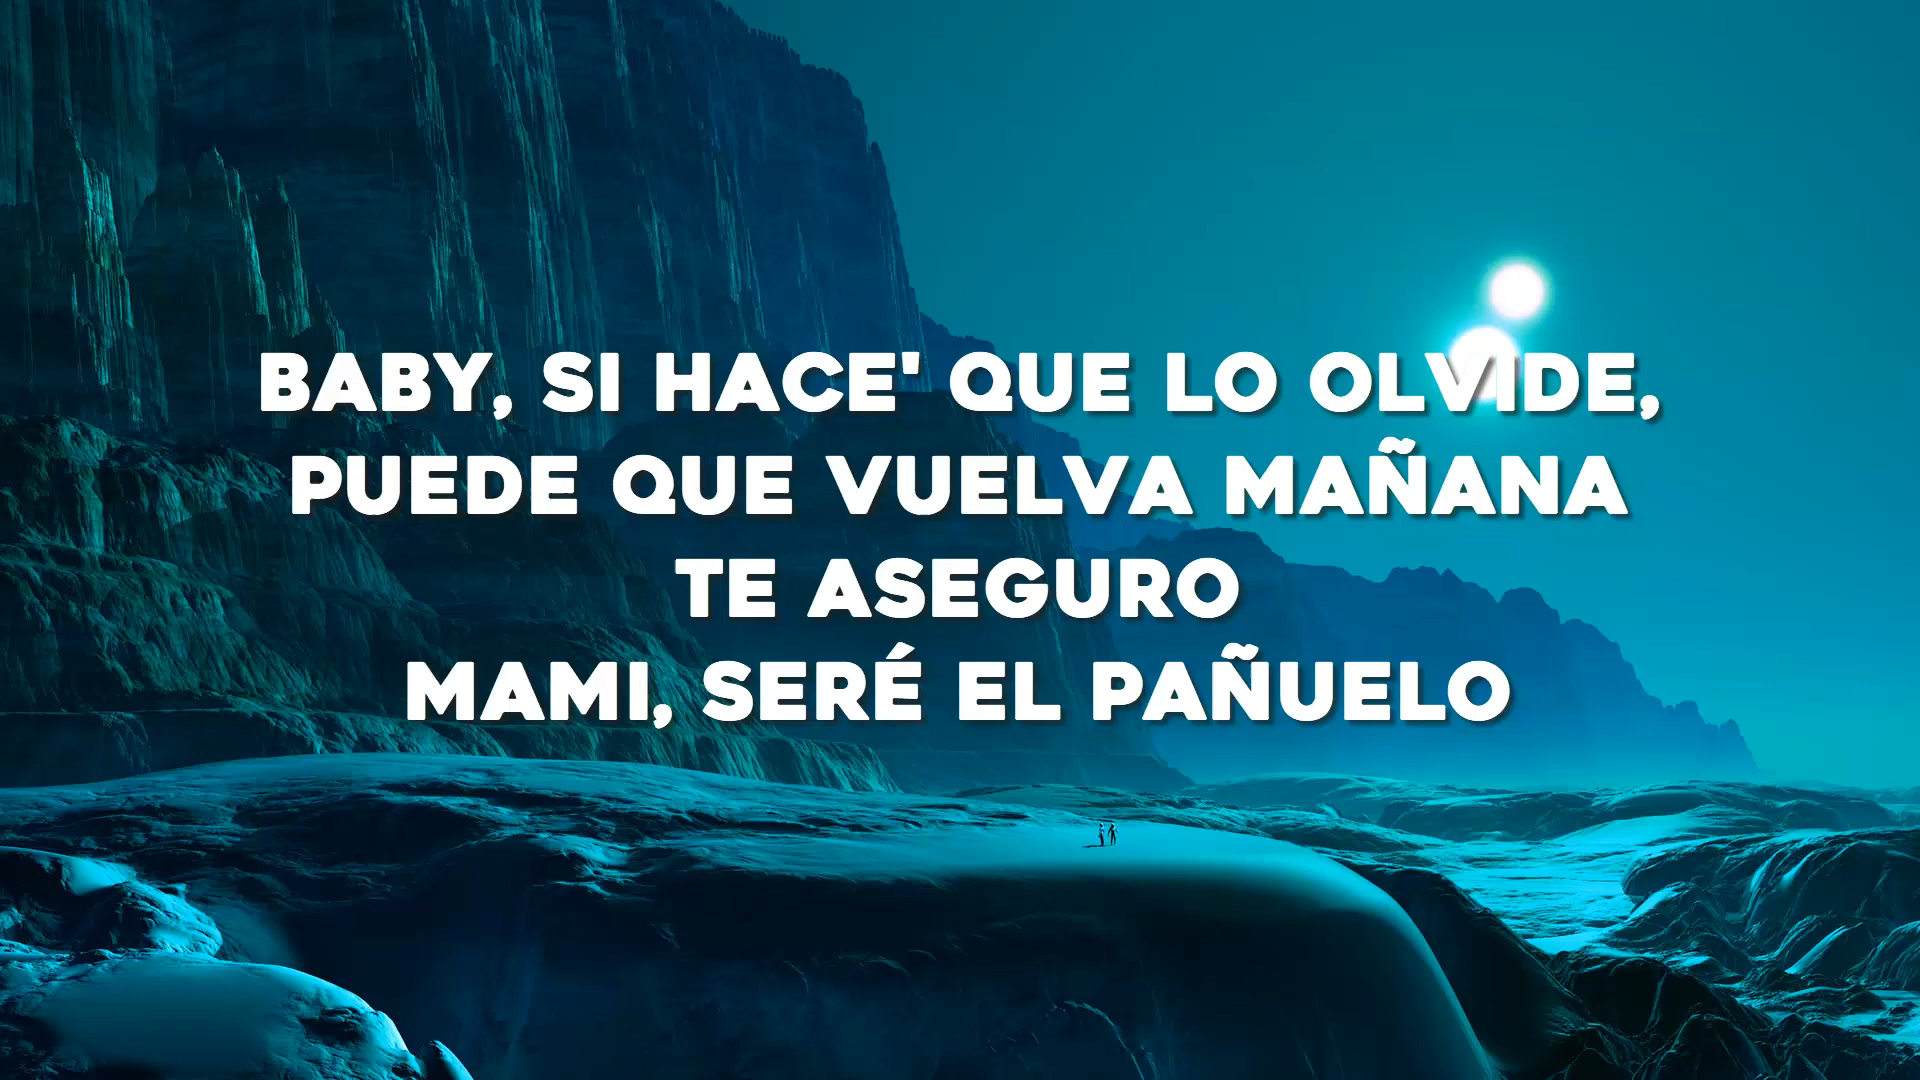 BABY, SI HACE' QUE LO OLVIDE,
PUEDE QUE VUELVA MAÑANA
TE ASEGURO
MAMI, SERÉ EL PAÑUELO